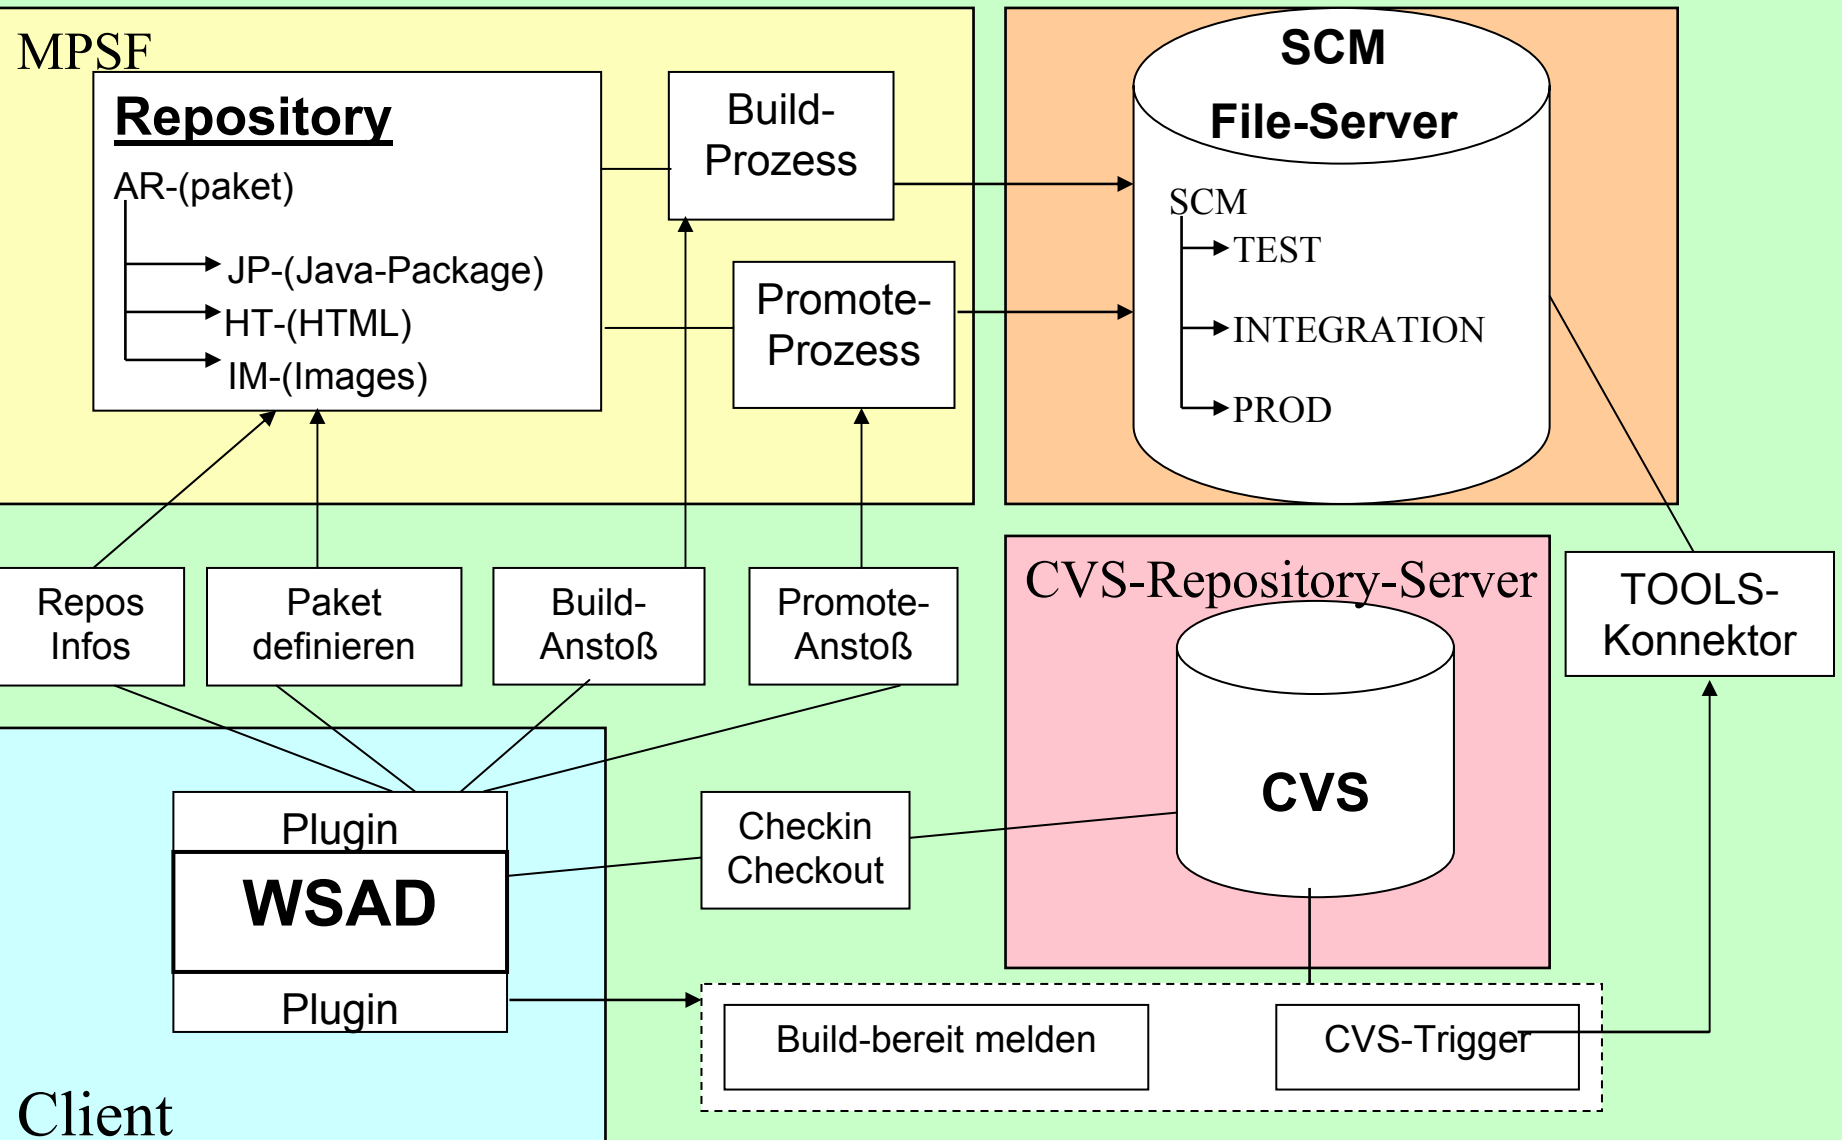 MPSF
Repository
AR-(paket)
JP-(Java-Package)
HT-(HTML)
IM-(Images)
Build-
Prozess
Promote-
Prozess
SCM
File-Server
SCM
TEST
INTEGRATION
PROD
Repos
Infos
Paket
definieren
Build-
Anstoß
Promote-
Anstoß
CVS-Repository-Server
CVS
TOOLS-
Konnektor
Plugin
WSAD
Plugin
Client
Checkin
Checkout
Build-bereit melden
CVS-Trigger